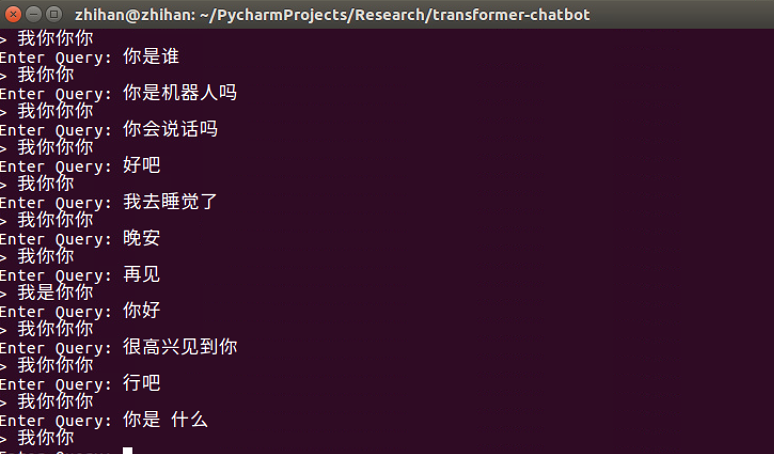 zhihan@zhihan: ~/PycharmProjects/Research/transformer-chatbot
> 我你你你
Enter Query: 你是谁
> 我你你
Enter Query: 你是机器人吗
> 我你你你
Enter Query: 你会说话吗
> 我你你你
Enter Query: 好吧
> 我你你
Enter Query: 我去睡觉了
> 我你你你
Enter Query: 晚安
> 我你你
Enter Query: 再见
> 我是你你
Enter Query: 你好
> 我你你你
Enter Query: 很高兴见到你
> 我你你你
Enter Query: 行吧
> 我你你你
Enter Query: 你是 什么
> 我你你